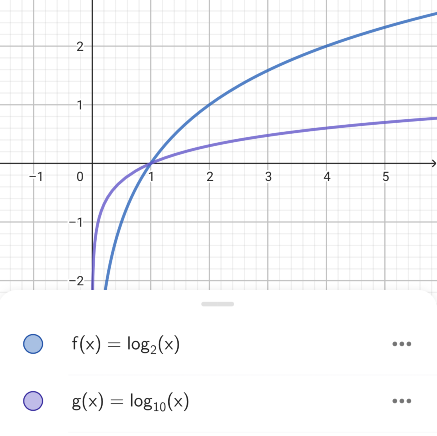 2
1
−1 0 1 2 3 4 5
−1
−2
f(x) = log₂(x)
g(x) = log₁₀(x)